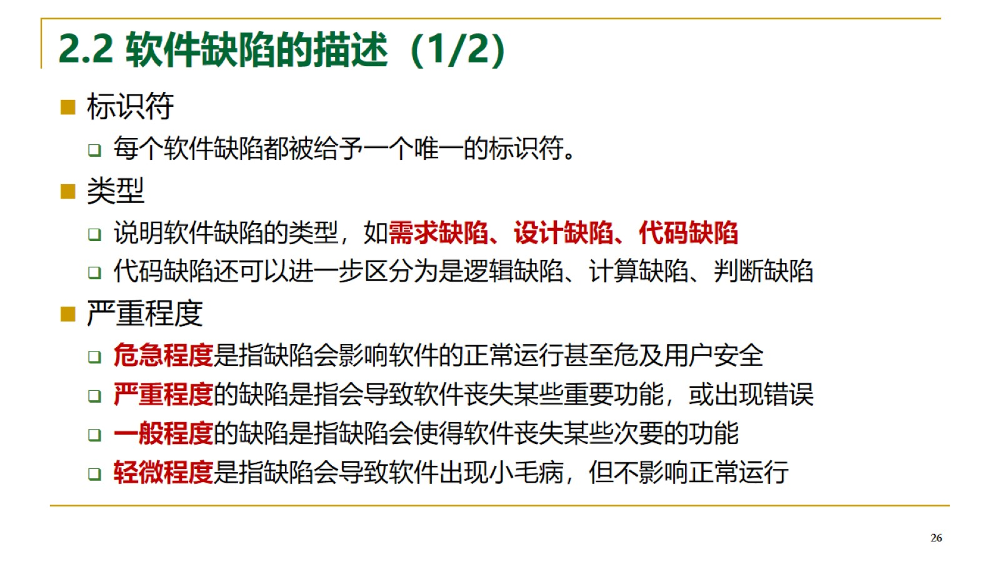 2.2 软件缺陷的描述（1/2）
标识符
每个软件缺陷都被给予一个唯一的标识符。
类型
说明软件缺陷的类型，如需求缺陷、设计缺陷、代码缺陷
代码缺陷还可以进一步区分为是逻辑缺陷、计算缺陷、判断缺陷
严重程度
危急程度是指缺陷会影响软件的正常运行甚至危及用户安全
严重程度的缺陷是指会导致软件丧失某些重要功能，或出现错误
一般程度的缺陷是指缺陷会使得软件丧失某些次要的功能
轻微程度是指缺陷会导致软件出现小毛病，但不影响正常运行
26